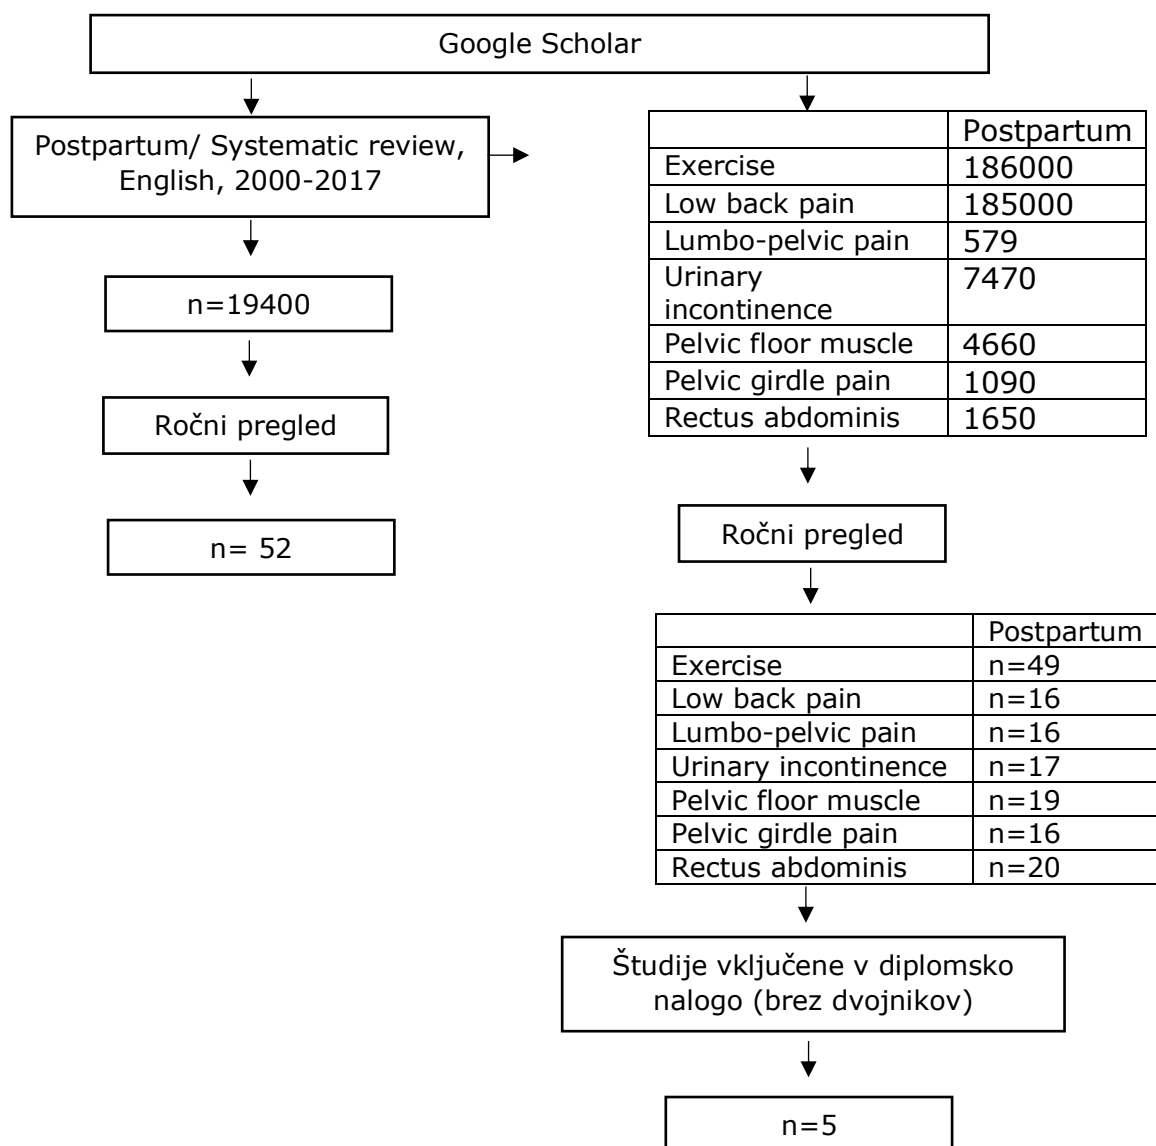 Google Scholar
Postpartum/ Systematic review,
English, 2000-2017
n=19400
Ročni pregled
n= 52
Postpartum
Exercise 186000
Low back pain 185000
Lumbo-pelvic pain 579
Urinary 7470
incontinence
Pelvic floor muscle 4660
Pelvic girdle pain 1090
Rectus abdominis 1650
Ročni pregled
Postpartum
Exercise n=49
Low back pain n=16
Lumbo-pelvic pain n=16
Urinary incontinence n=17
Pelvic floor muscle n=19
Pelvic girdle pain n=16
Rectus abdominis n=20
Študije vključene v diplomsko
nalogo (brez dvojnikov)
n=5